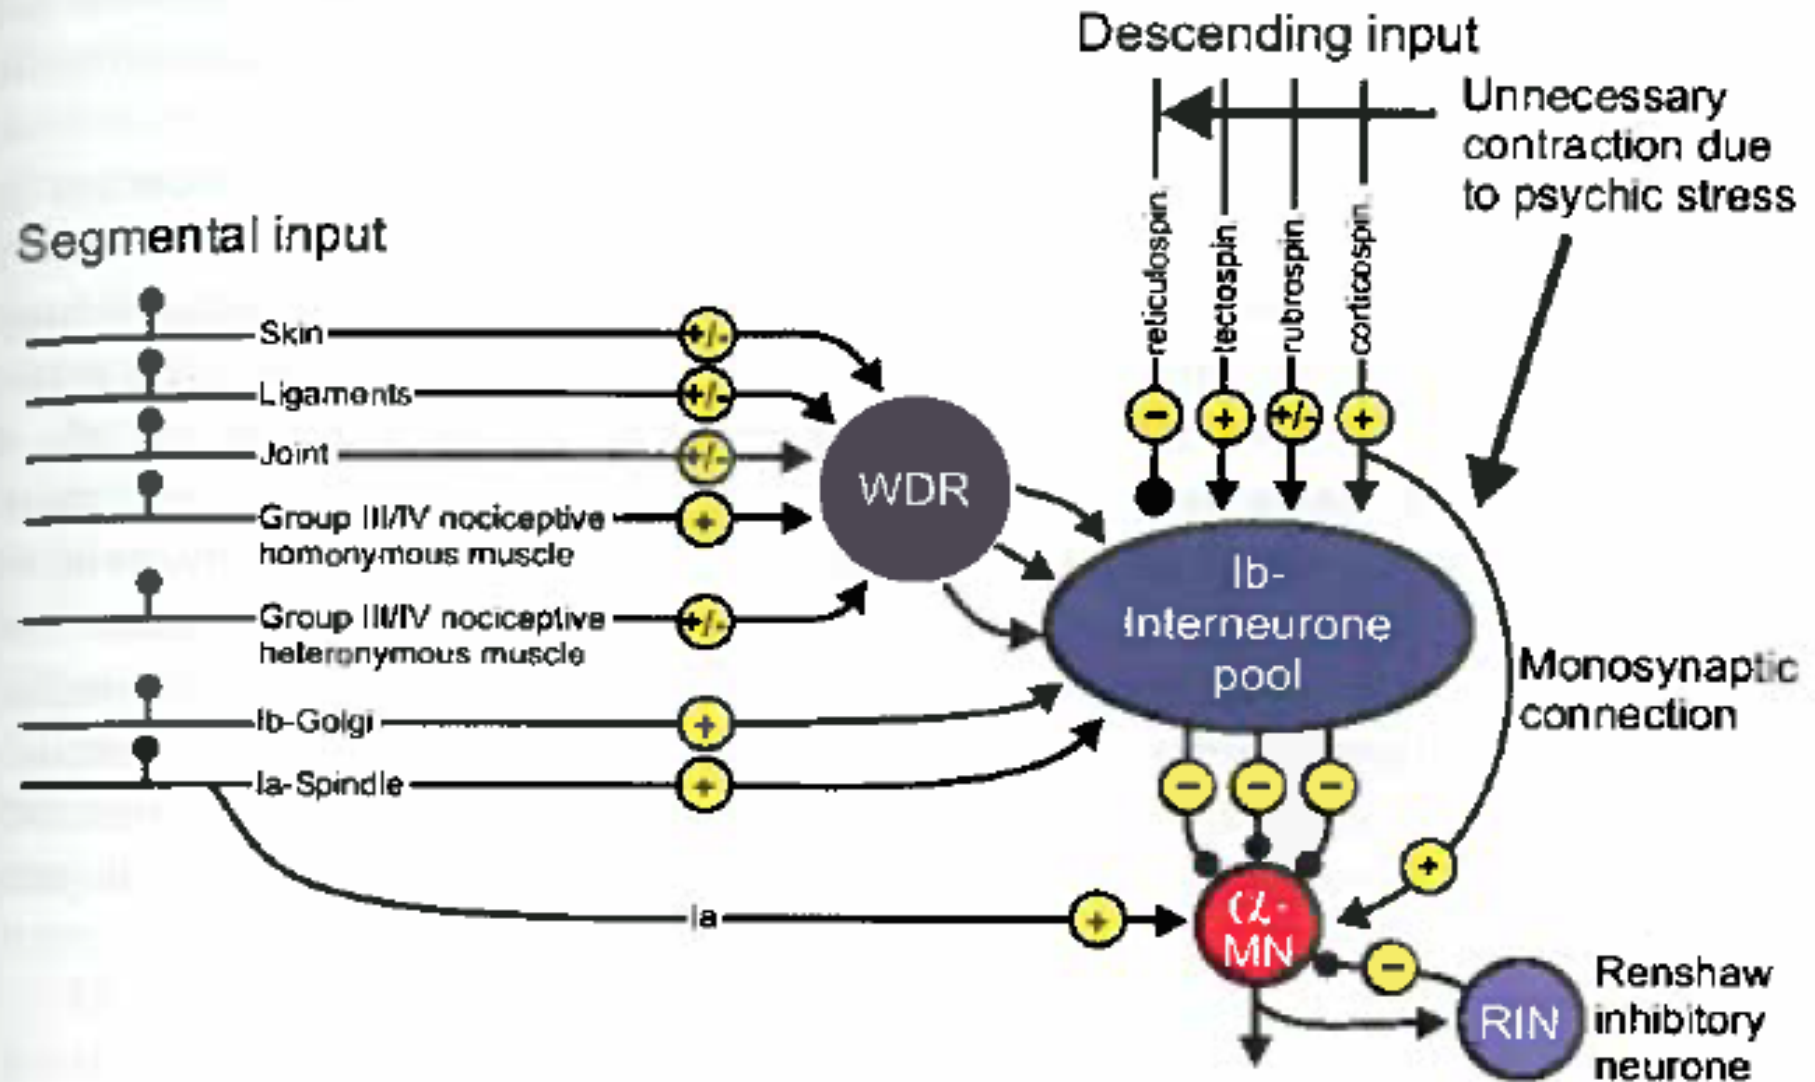 Descending input
Unnecessary
contraction due
to psychic stress
reticulospin.
tectospin.
rubrospin.
corticospin.
Segmental input
Skin
+/-
Ligaments
+/-
Joint
+/-
Group III/IV nociceptive
homonymous muscle
+
Group III/IV nociceptive
heteronymous muscle
+/-
Ib-Golgi
+
Ia-Spindle
+
WDR
-
+
+/-
+
Ib-
Interneurone
pool
Monosynaptic
connection
-
-
-
+
Ia
+
α-
MN
-
RIN
Renshaw
inhibitory
neurone